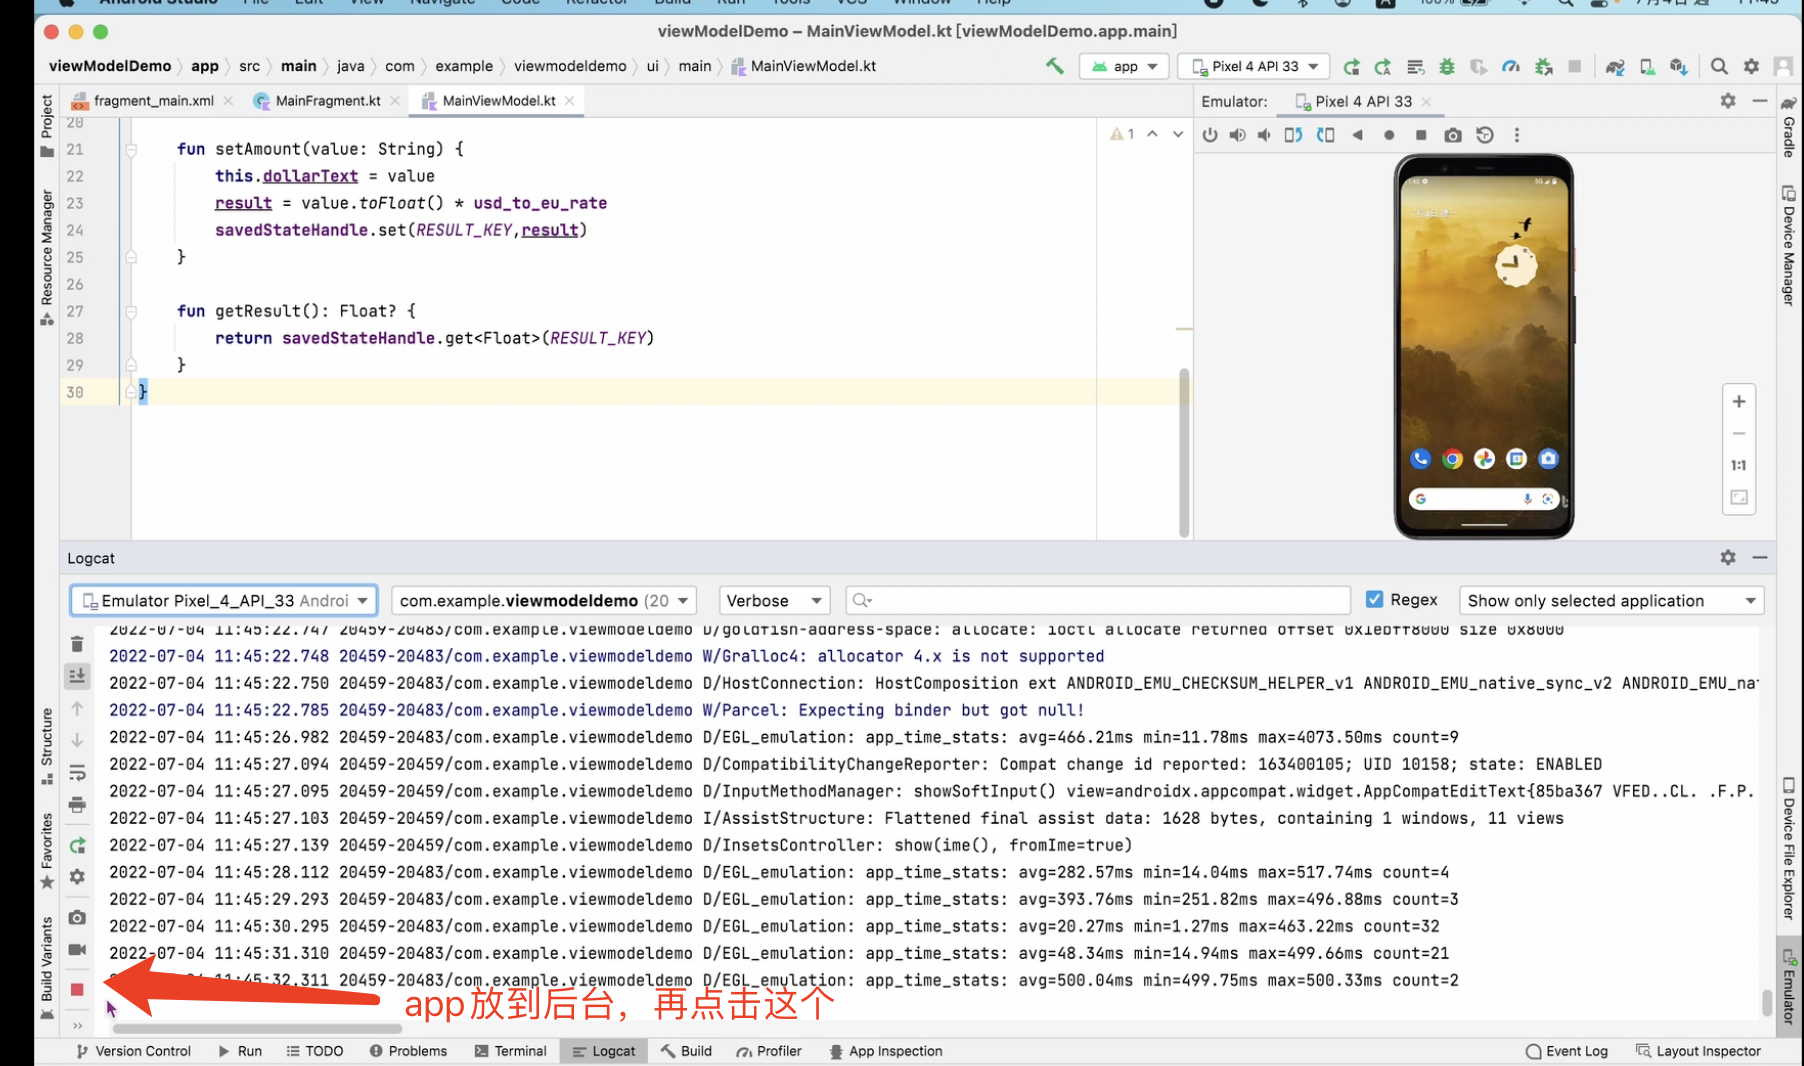 Android Studio File Edit View Navigate Code Refactor Build Run Tools VCS Window Help 100%
viewModelDemo – MainViewModel.kt [viewModelDemo.app.main]
viewModelDemo app src main java com example viewmodeldemo ui main MainViewModel.kt app Pixel 4 API 33
fragment_main.xml MainFragment.kt MainViewModel.kt Emulator: Pixel 4 API 33
Project
Resource Manager
Structure
Favorites
Build Variants
Gradle
Device Manager
Device File Explorer
Emulator
1
20
21 fun setAmount(value: String) {
22 this.dollarText = value
23 result = value.toFloat() * usd_to_eu_rate
24 savedStateHandle.set(RESULT_KEY,result)
25 }
26
27 fun getResult(): Float? {
28 return savedStateHandle.get<Float>(RESULT_KEY)
29 }
30 }
1:1
Logcat
Emulator Pixel_4_API_33 Androi com.example.viewmodeldemo (20 Verbose Regex Show only selected application
2022-07-04 11:45:22.747 20459-20483/com.example.viewmodeldemo D/goldfish-address-space: allocate: ioctl allocate returned offset 0x1ebff8000 size 0x8000
2022-07-04 11:45:22.748 20459-20483/com.example.viewmodeldemo W/Gralloc4: allocator 4.x is not supported
2022-07-04 11:45:22.750 20459-20483/com.example.viewmodeldemo D/HostConnection: HostComposition ext ANDROID_EMU_CHECKSUM_HELPER_v1 ANDROID_EMU_native_sync_v2 ANDROID_EMU_nat
2022-07-04 11:45:22.785 20459-20483/com.example.viewmodeldemo W/Parcel: Expecting binder but got null!
2022-07-04 11:45:26.982 20459-20483/com.example.viewmodeldemo D/EGL_emulation: app_time_stats: avg=466.21ms min=11.78ms max=4073.50ms count=9
2022-07-04 11:45:27.094 20459-20459/com.example.viewmodeldemo D/CompatibilityChangeReporter: Compat change id reported: 163400105; UID 10158; state: ENABLED
2022-07-04 11:45:27.095 20459-20459/com.example.viewmodeldemo D/InputMethodManager: showSoftInput() view=androidx.appcompat.widget.AppCompatEditText{85ba367 VFED..CL. .F.P.
2022-07-04 11:45:27.103 20459-20459/com.example.viewmodeldemo I/AssistStructure: Flattened final assist data: 1628 bytes, containing 1 windows, 11 views
2022-07-04 11:45:27.139 20459-20459/com.example.viewmodeldemo D/InsetsController: show(ime(), fromIme=true)
2022-07-04 11:45:28.112 20459-20483/com.example.viewmodeldemo D/EGL_emulation: app_time_stats: avg=282.57ms min=14.04ms max=517.74ms count=4
2022-07-04 11:45:29.293 20459-20483/com.example.viewmodeldemo D/EGL_emulation: app_time_stats: avg=393.76ms min=251.82ms max=496.88ms count=3
2022-07-04 11:45:30.295 20459-20483/com.example.viewmodeldemo D/EGL_emulation: app_time_stats: avg=20.27ms min=1.27ms max=463.22ms count=32
2022-07-04 11:45:31.310 20459-20483/com.example.viewmodeldemo D/EGL_emulation: app_time_stats: avg=48.34ms min=14.94ms max=499.66ms count=21
04 11:45:32.311 20459-20483/com.example.viewmodeldemo D/EGL_emulation: app_time_stats: avg=500.04ms min=499.75ms max=500.33ms count=2
app放到后台，再点击这个
Version Control Run TODO Problems Terminal Logcat Build Profiler App Inspection Event Log Layout Inspector